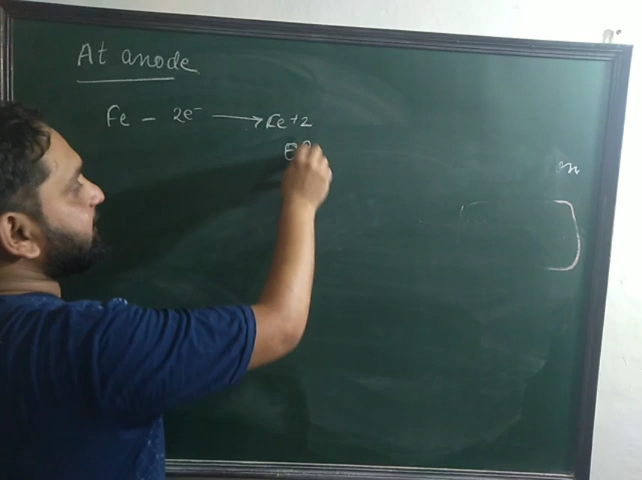 At anode
Fe – 2e⁻ ⟶ Fe+2
E